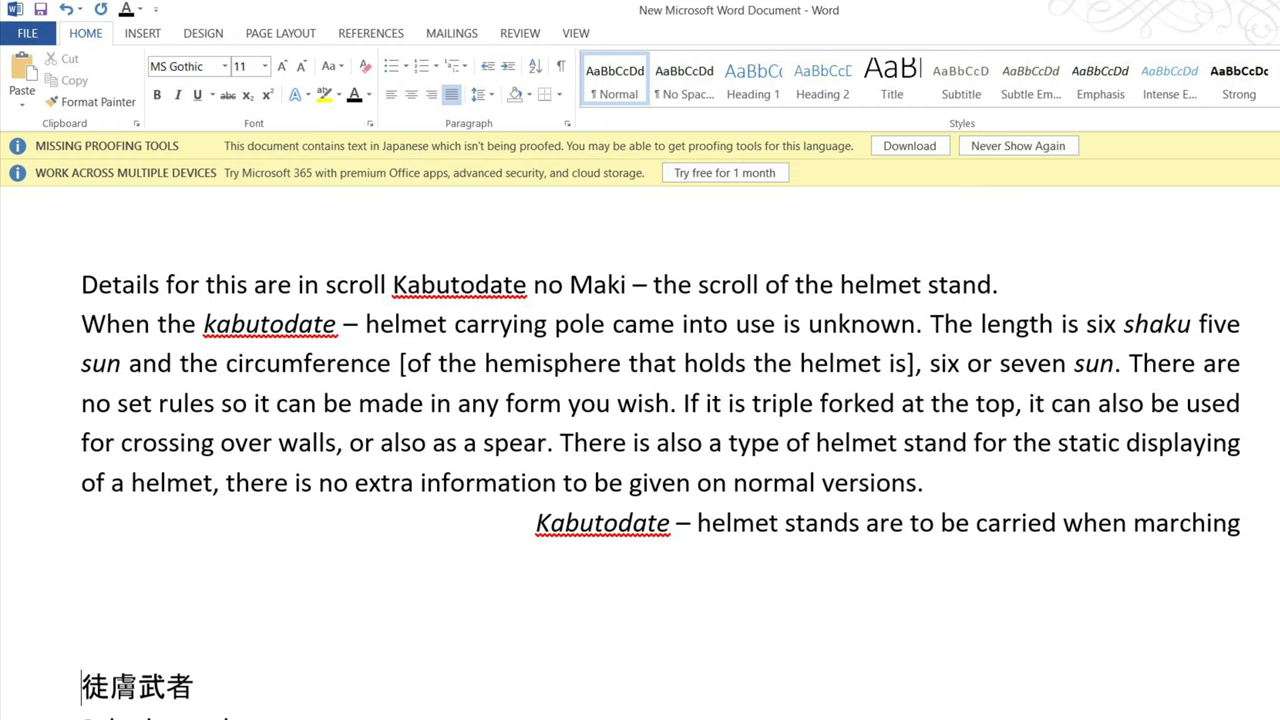 New Microsoft Word Document - Word
FILE HOME INSERT DESIGN PAGE LAYOUT REFERENCES MAILINGS REVIEW VIEW
Paste
Cut
Copy
Format Painter
Clipboard
MS Gothic 11
Font
Paragraph
AaBbCcDd AaBbCcDd AaBbC( AaBbCcD AaB AaBbCcD AaBbCcDd AaBbCcDd AaBbCcDd AaBbCcDc
¶ Normal ¶ No Spac... Heading 1 Heading 2 Title Subtitle Subtle Em... Emphasis Intense E... Strong
Styles
MISSING PROOFING TOOLS This document contains text in Japanese which isn't being proofed. You may be able to get proofing tools for this language. Download Never Show Again
WORK ACROSS MULTIPLE DEVICES Try Microsoft 365 with premium Office apps, advanced security, and cloud storage. Try free for 1 month
Details for this are in scroll Kabutodate no Maki – the scroll of the helmet stand.
When the kabutodate – helmet carrying pole came into use is unknown. The length is six shaku five
sun and the circumference [of the hemisphere that holds the helmet is], six or seven sun. There are
no set rules so it can be made in any form you wish. If it is triple forked at the top, it can also be used
for crossing over walls, or also as a spear. There is also a type of helmet stand for the static displaying
of a helmet, there is no extra information to be given on normal versions.
Kabutodate – helmet stands are to be carried when marching
徒膚武者